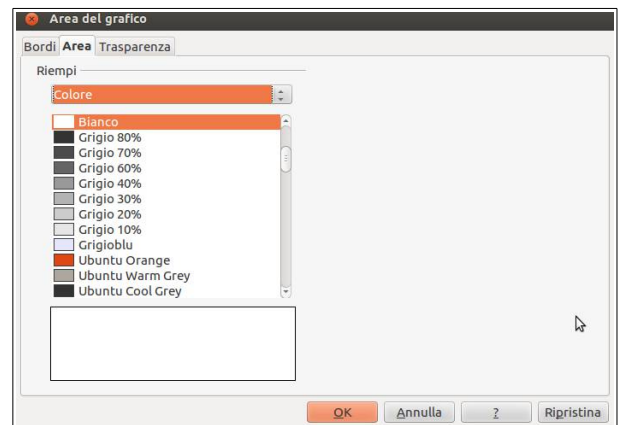 Area del grafico
Bordi Area Trasparenza
Riempi
Colore
Bianco
Grigio 80%
Grigio 70%
Grigio 60%
Grigio 40%
Grigio 30%
Grigio 20%
Grigio 10%
Grigioblu
Ubuntu Orange
Ubuntu Warm Grey
Ubuntu Cool Grey
OK Annulla ? Ripristina